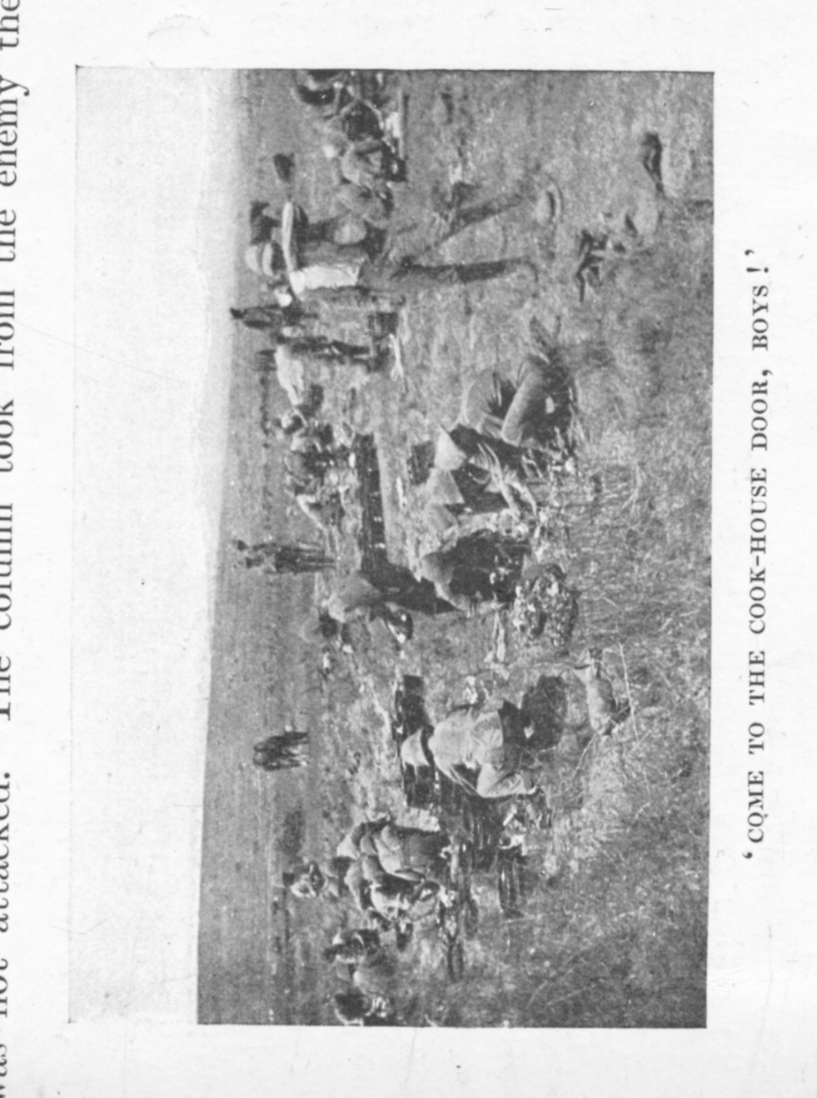 was not attacked. The column took from the enemy the
‘COME TO THE COOK-HOUSE DOOR, BOYS!’